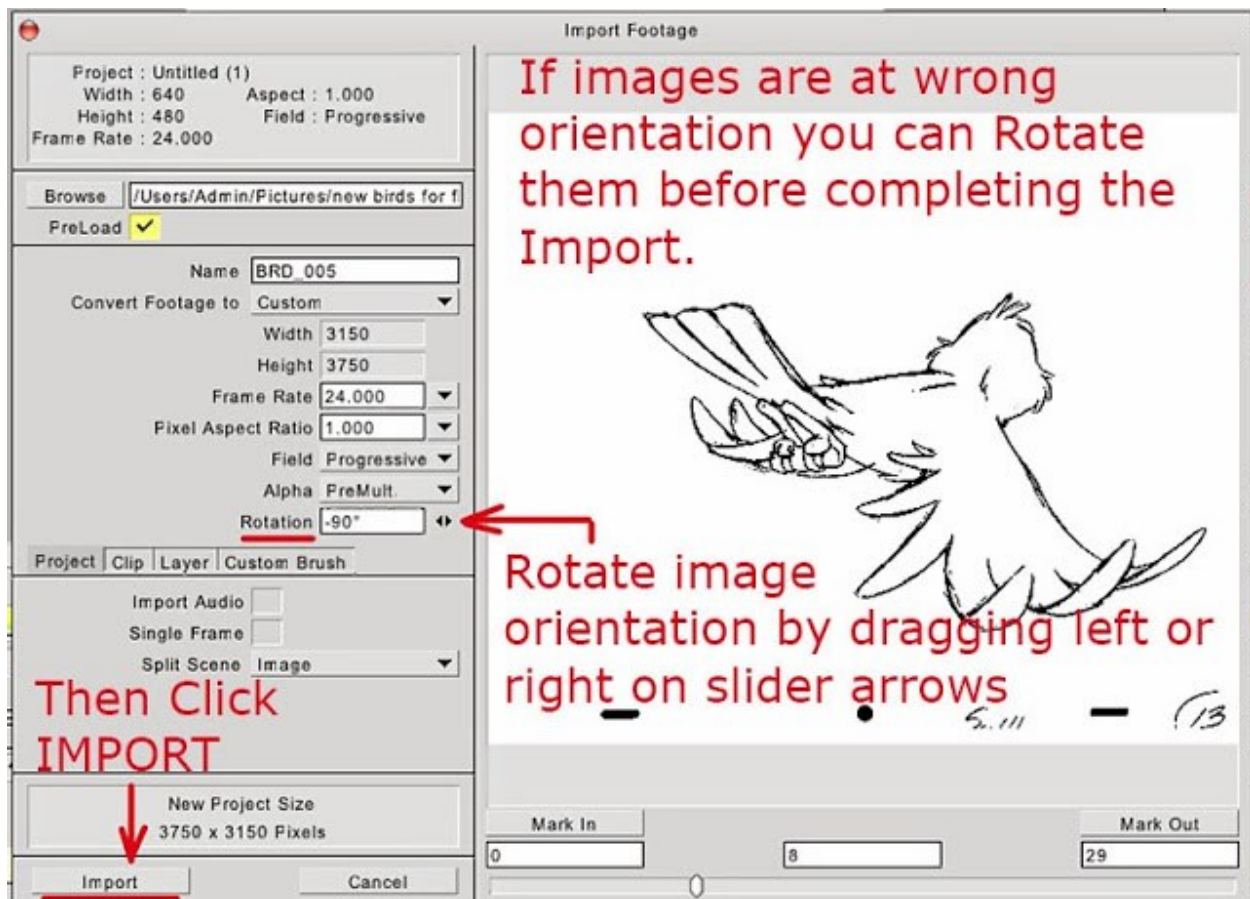 Import Footage
Project : Untitled (1)
Width : 640 Aspect : 1.000
Height : 480 Field : Progressive
Frame Rate : 24.000
Browse /Users/Admin/Pictures/new birds for f
PreLoad
Name BRD_005
Convert Footage to Custom
Width 3150
Height 3750
Frame Rate 24.000
Pixel Aspect Ratio 1.000
Field Progressive
Alpha PreMult.
Rotation -90°
Project Clip Layer Custom Brush
Import Audio
Single Frame
Split Scene Image
Then Click
IMPORT
New Project Size
3750 x 3150 Pixels
Import Cancel
If images are at wrong
orientation you can Rotate
them before completing the
Import.
Rotate image
orientation by dragging left or
right on slider arrows
13
Mark In Mark Out
0 8 29